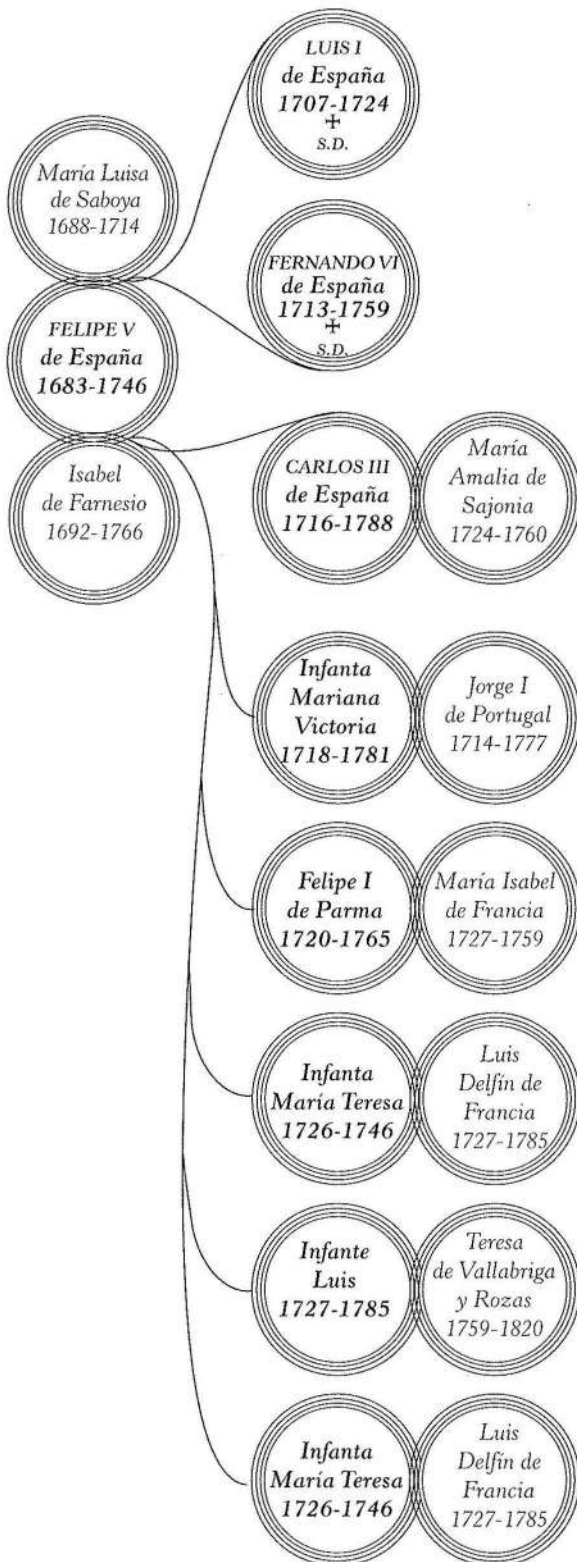 LUIS I
de España
1707-1724
✠
S.D.
María Luisa
de Saboya
1688-1714
FERNANDO VI
de España
1713-1759
✠
S.D.
FELIPE V
de España
1683-1746
Isabel
de Farnesio
1692-1766
CARLOS III
de España
1716-1788
María
Amalia de
Sajonia
1724-1760
Infanta
Mariana
Victoria
1718-1781
Jorge I
de Portugal
1714-1777
Felipe I
de Parma
1720-1765
María Isabel
de Francia
1727-1759
Infanta
María Teresa
1726-1746
Luis
Delfín de
Francia
1727-1785
Infante
Luis
1727-1785
Teresa
de Vallabriga
y Rozas
1759-1820
Infanta
María Teresa
1726-1746
Luis
Delfín de
Francia
1727-1785